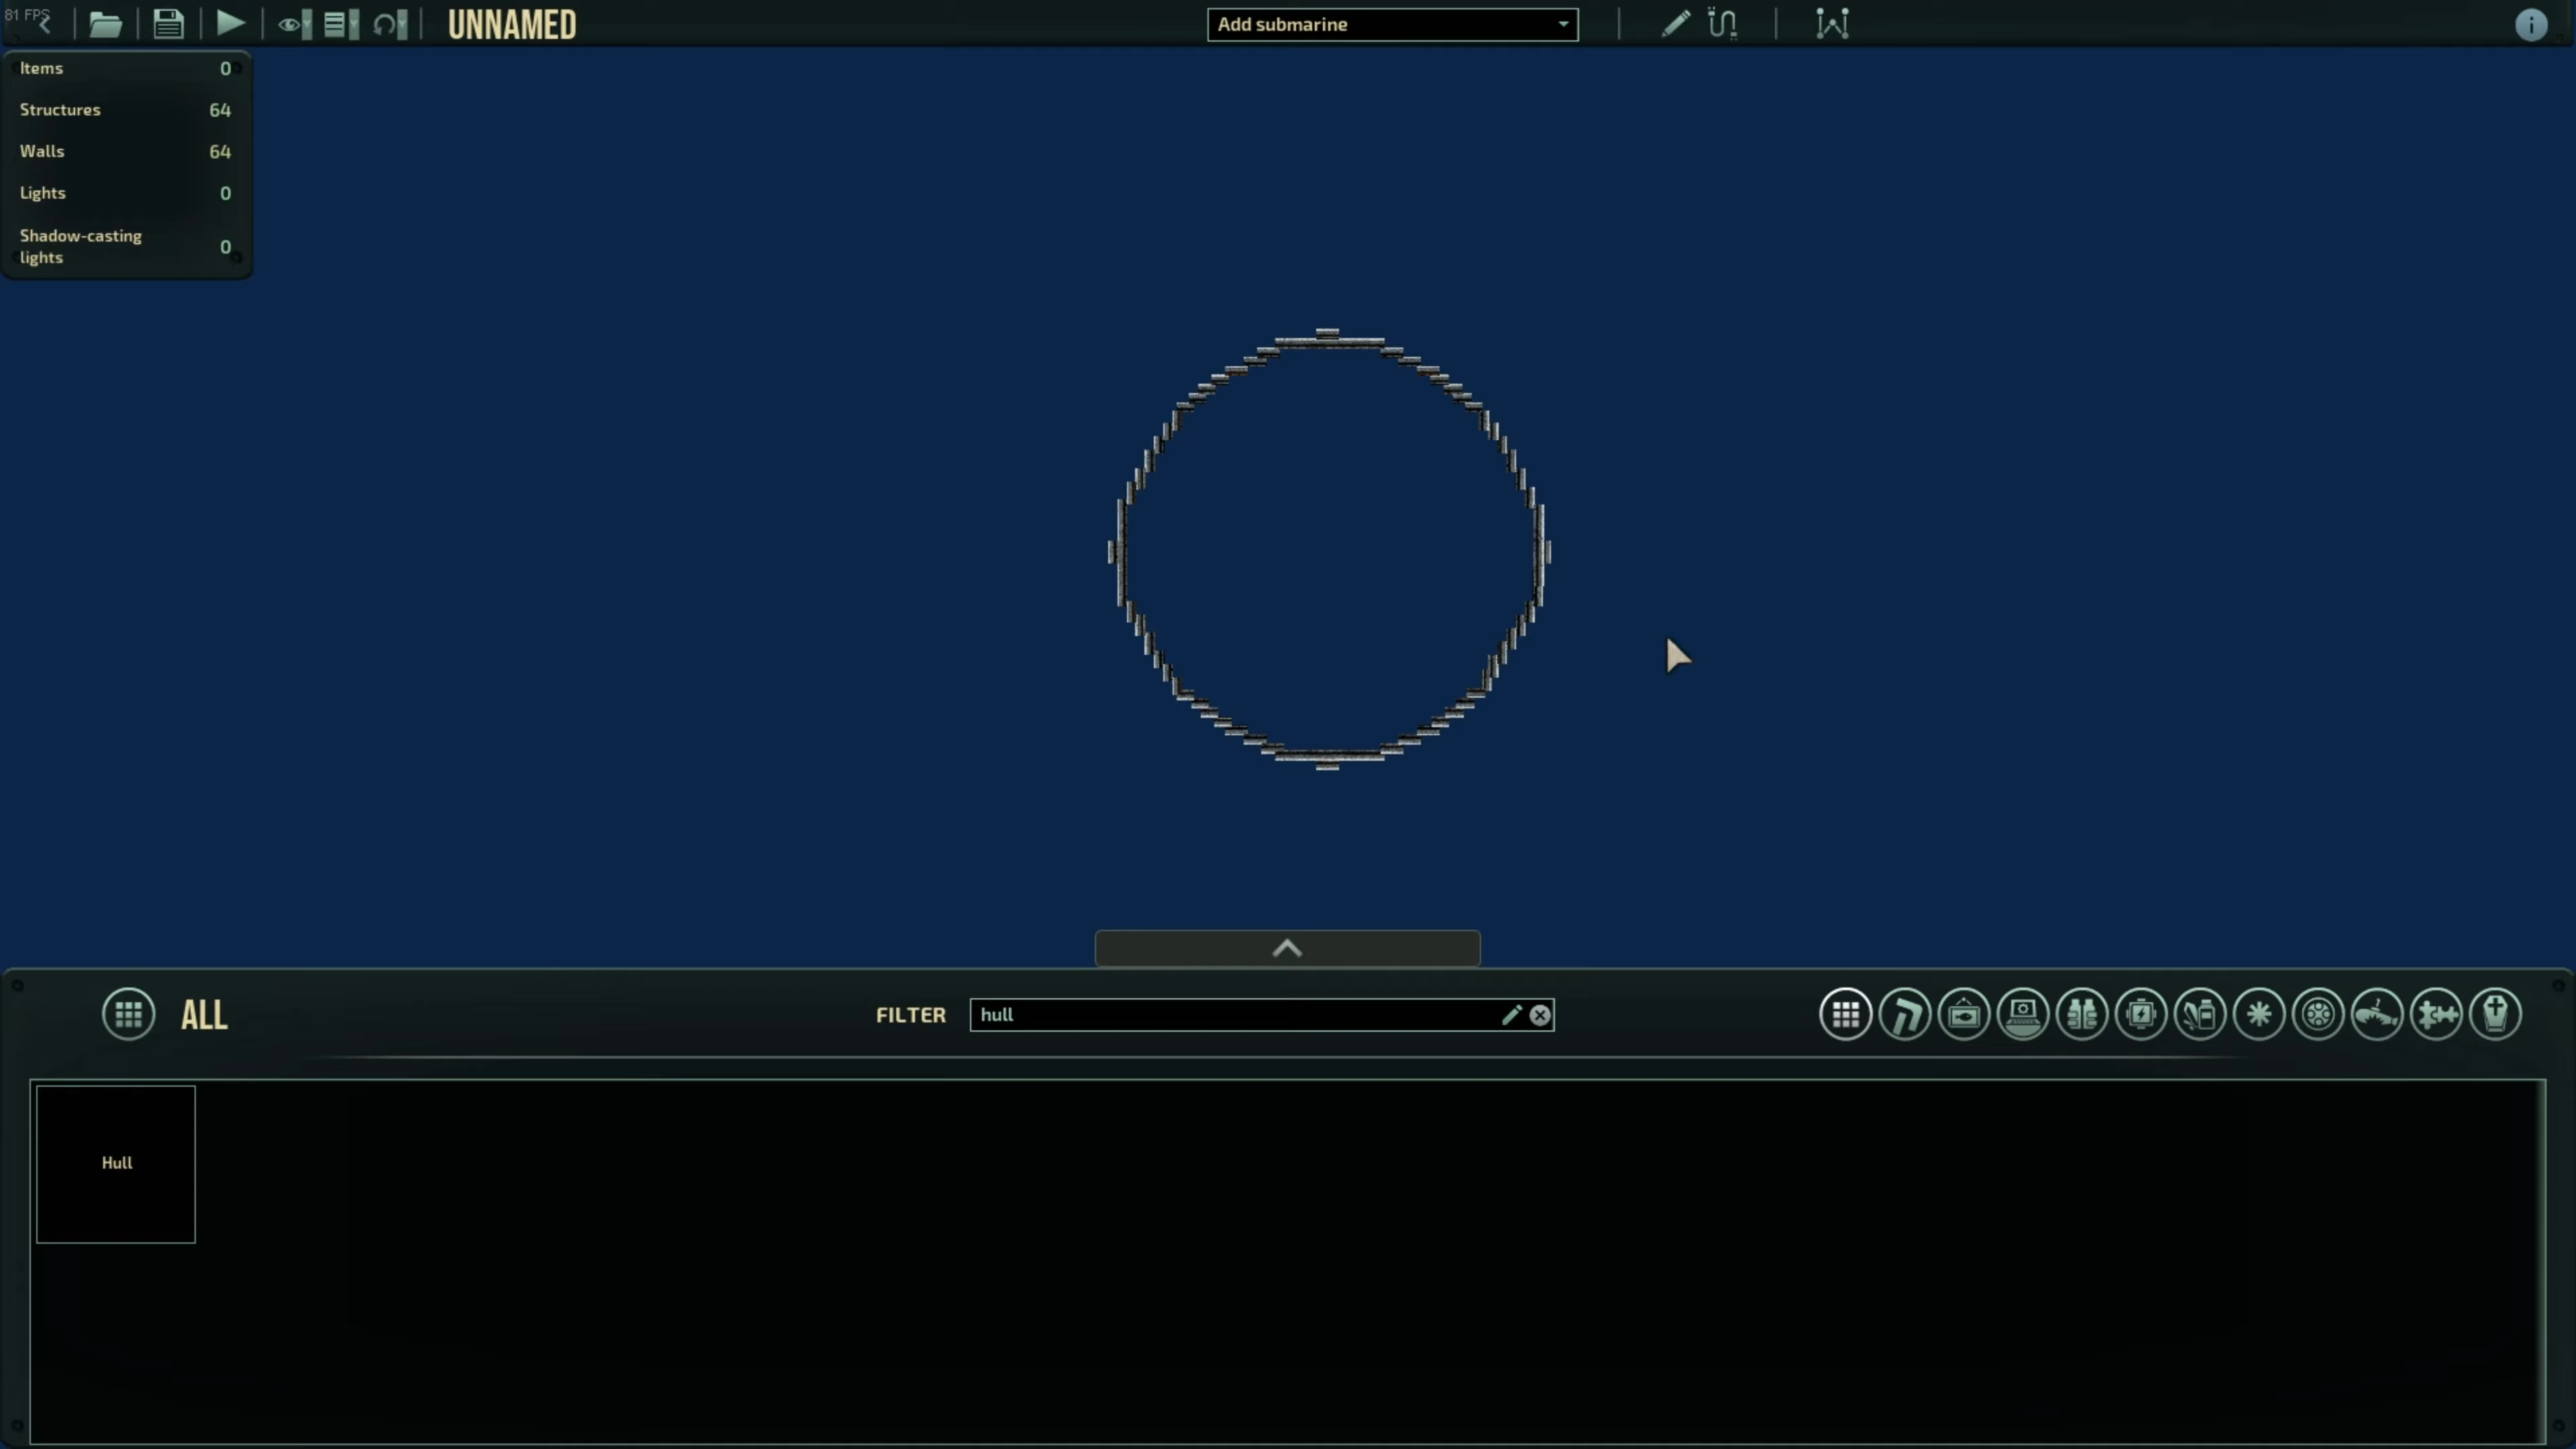 81 FPS
UNNAMED
Add submarine
Items 0
Structures 64
Walls 64
Lights 0
Shadow-casting
lights 0
ALL
FILTER hull
Hull